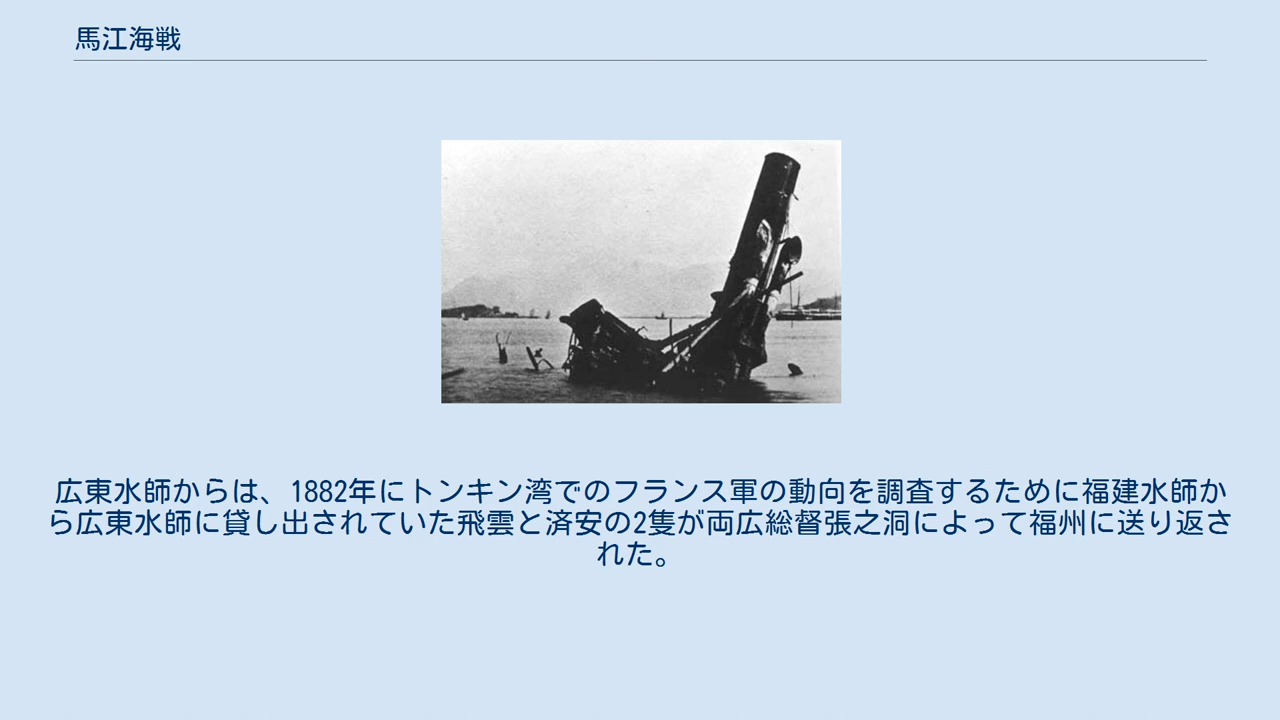 馬江海戦
広東水師からは、1882年にトンキン湾でのフランス軍の動向を調査するために福建水師か
ら広東水師に貸し出されていた飛雲と済安の2隻が両広総督張之洞によって福州に送り返さ
れた。